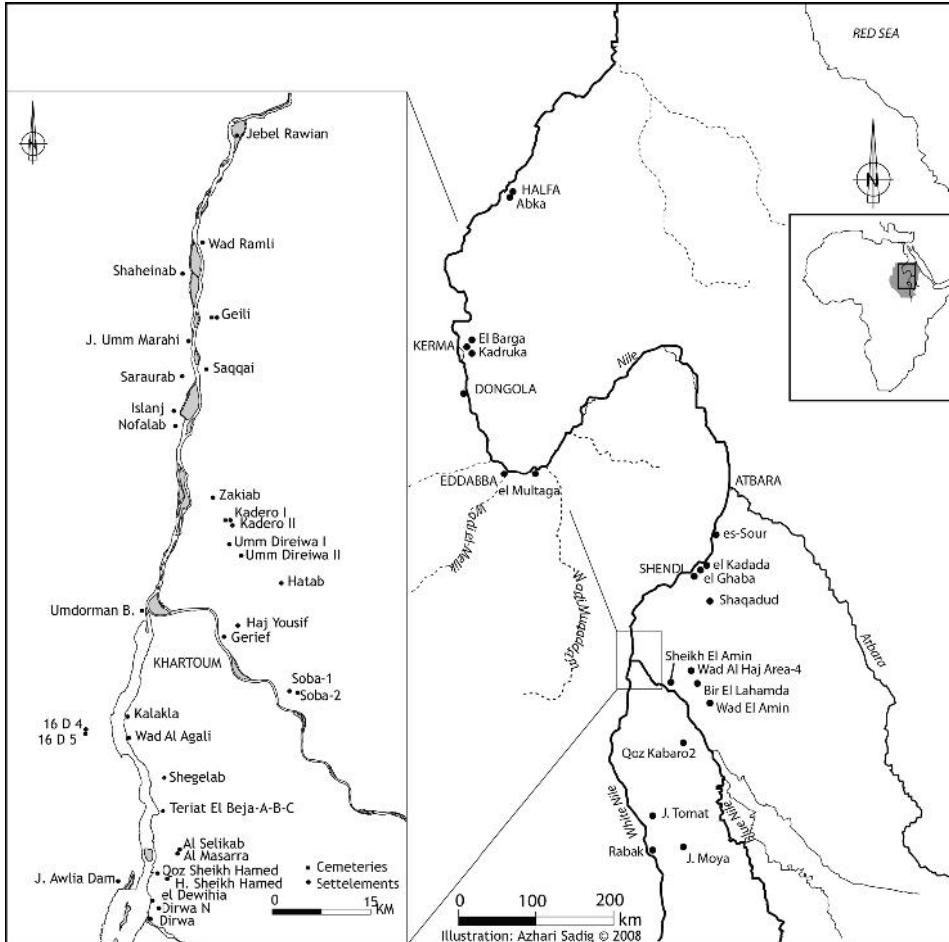 N
Jebel Rawian
Wad Ramli
Shaheinab
Geili
J. Umm Marahi
Saqqai
Saraurab
Islanj
Nofalab
Zakiab
Kadero I
Kadero II
Umm Direiwa I
Umm Direiwa II
Hatab
Umdorman B.
Haj Yousif
Gerief
KHARTOUM
Soba-1
Soba-2
Kalakla
16 D 4
16 D 5
Wad Al Agali
Shegelab
Teriat El Beja-A-B-C
Al Selikab
Al Masarra
Qoz Sheikh Hamed
J. Awlia Dam
H. Sheikh Hamed
el Dewihia
Dirwa N
Dirwa
Cemeteries
Settelements
0 15
KM
RED SEA
N
HALFA
Abka
El Barga
KERMA
Kadruka
DONGOLA
Nile
EDDABBA
el Multaga
Wadi el-Melik
Wadi Muqaddam
ATBARA
es-Sour
SHENDI
el Kadada
el Ghaba
Shaqadud
Atbara
Sheikh El Amin
Wad Al Haj Area-4
Bir El Lahamda
Wad El Amin
Qoz Kabaro2
White Nile
Blue Nile
J. Tomat
Rabak
J. Moya
0 100 200
km
Illustration: Azhari Sadig © 2008